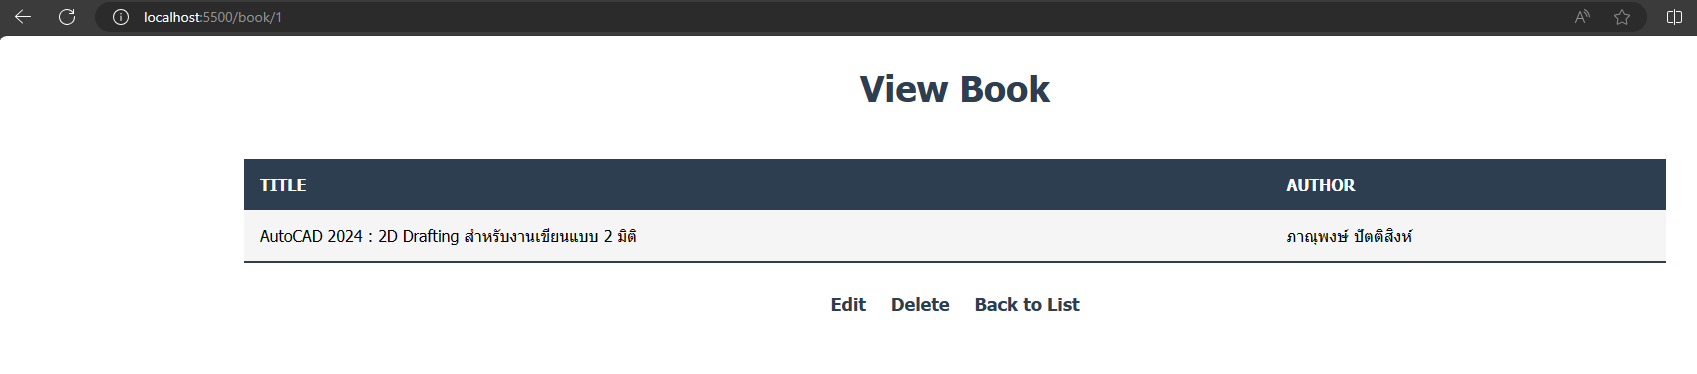 localhost:5500/book/1
View Book
TITLE AUTHOR
AutoCAD 2024 : 2D Drafting สำหรับงานเขียนแบบ 2 มิติ ภาณุพงษ์ ปัตติสิงห์
Edit Delete Back to List